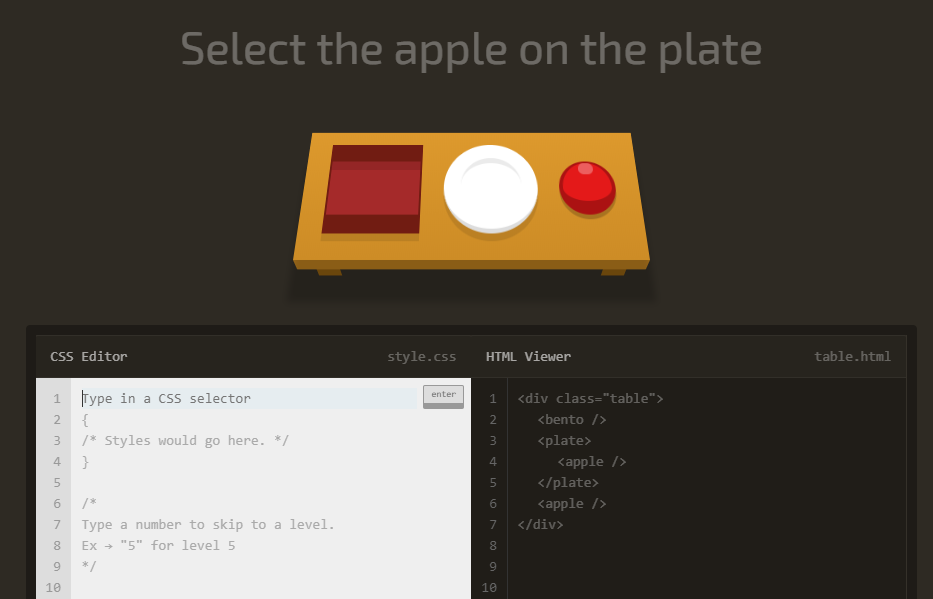 Select the apple on the plate
CSS Editor
style.css
1 Type in a CSS selector
enter
2 {
3 /* Styles would go here. */
4 }
5
6 /*
7 Type a number to skip to a level.
8 Ex → "5" for level 5
9 */
10
HTML Viewer
table.html
1 <div class="table">
2 <bento />
3 <plate>
4 <apple />
5 </plate>
6 <apple />
7 </div>
8
9
10